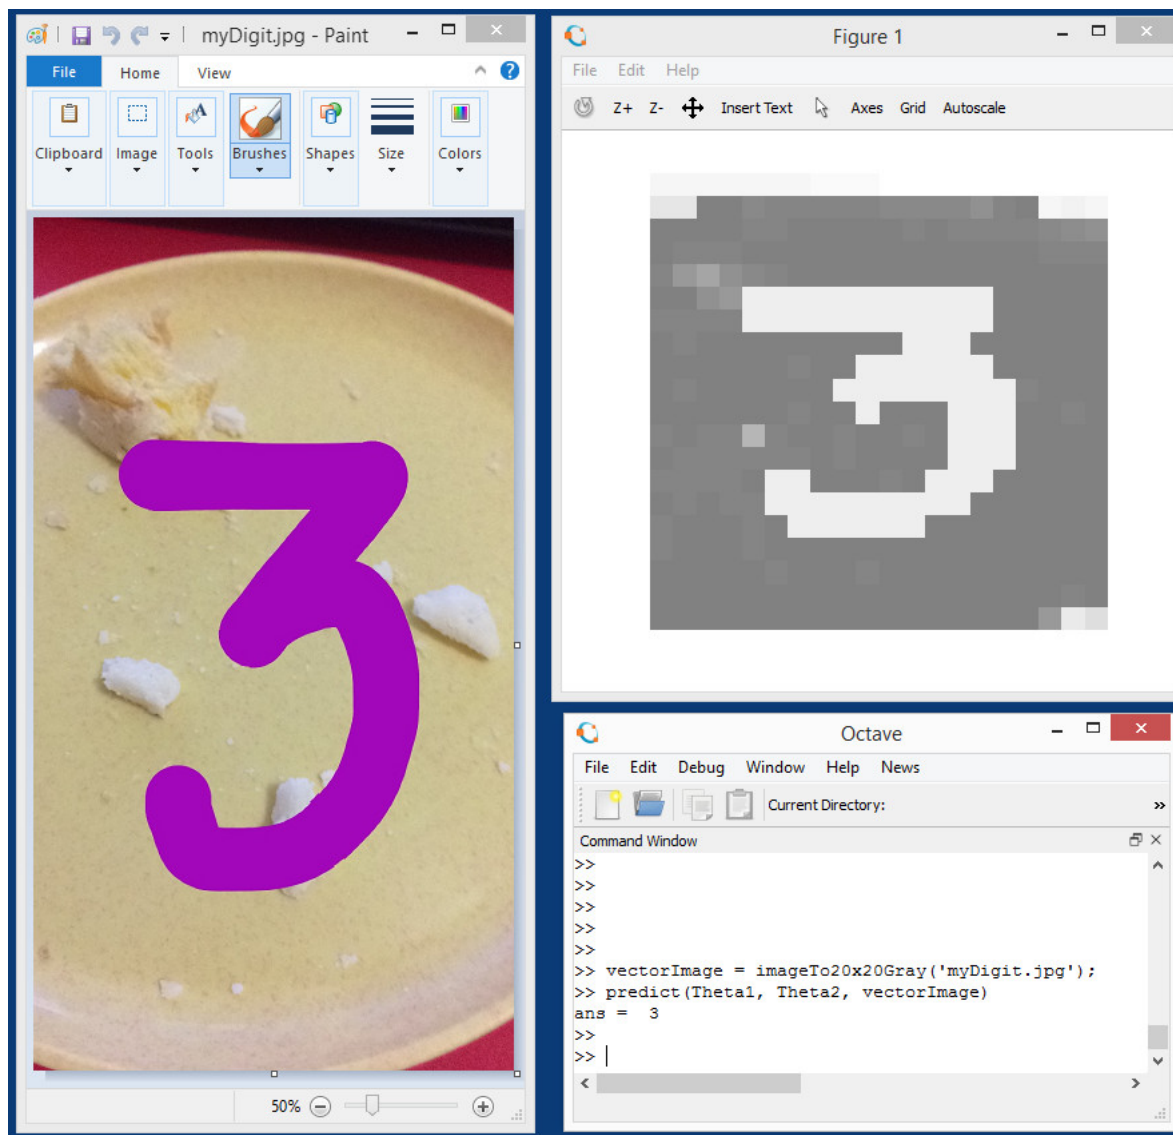 myDigit.jpg - Paint
File Home View
Clipboard Image Tools Brushes Shapes Size Colors
3
50%
Figure 1
File Edit Help
Z+ Z- Insert Text Axes Grid Autoscale
3
Octave
File Edit Debug Window Help News
Current Directory:
Command Window
>>
>>
>>
>>
>>
>> vectorImage = imageTo20x20Gray('myDigit.jpg');
>> predict(Theta1, Theta2, vectorImage)
ans = 3
>>
>>